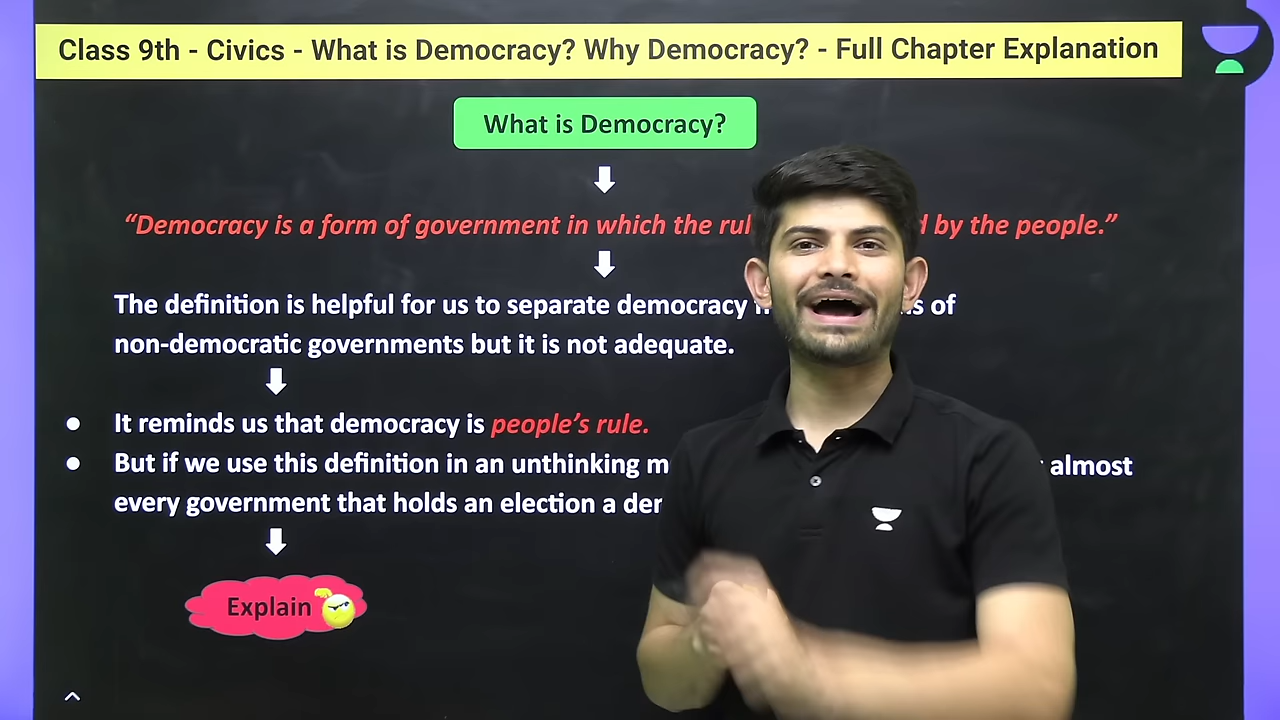 Class 9th - Civics - What is Democracy? Why Democracy? - Full Chapter Explanation
What is Democracy?
“Democracy is a form of government in which the by the people.”
The definition is helpful for us to separate democracy of
non-democratic governments but it is not adequate.
● It reminds us that democracy is people’s rule.
● But if we use this definition in an unthinking almost
every government that holds an election a
Explain